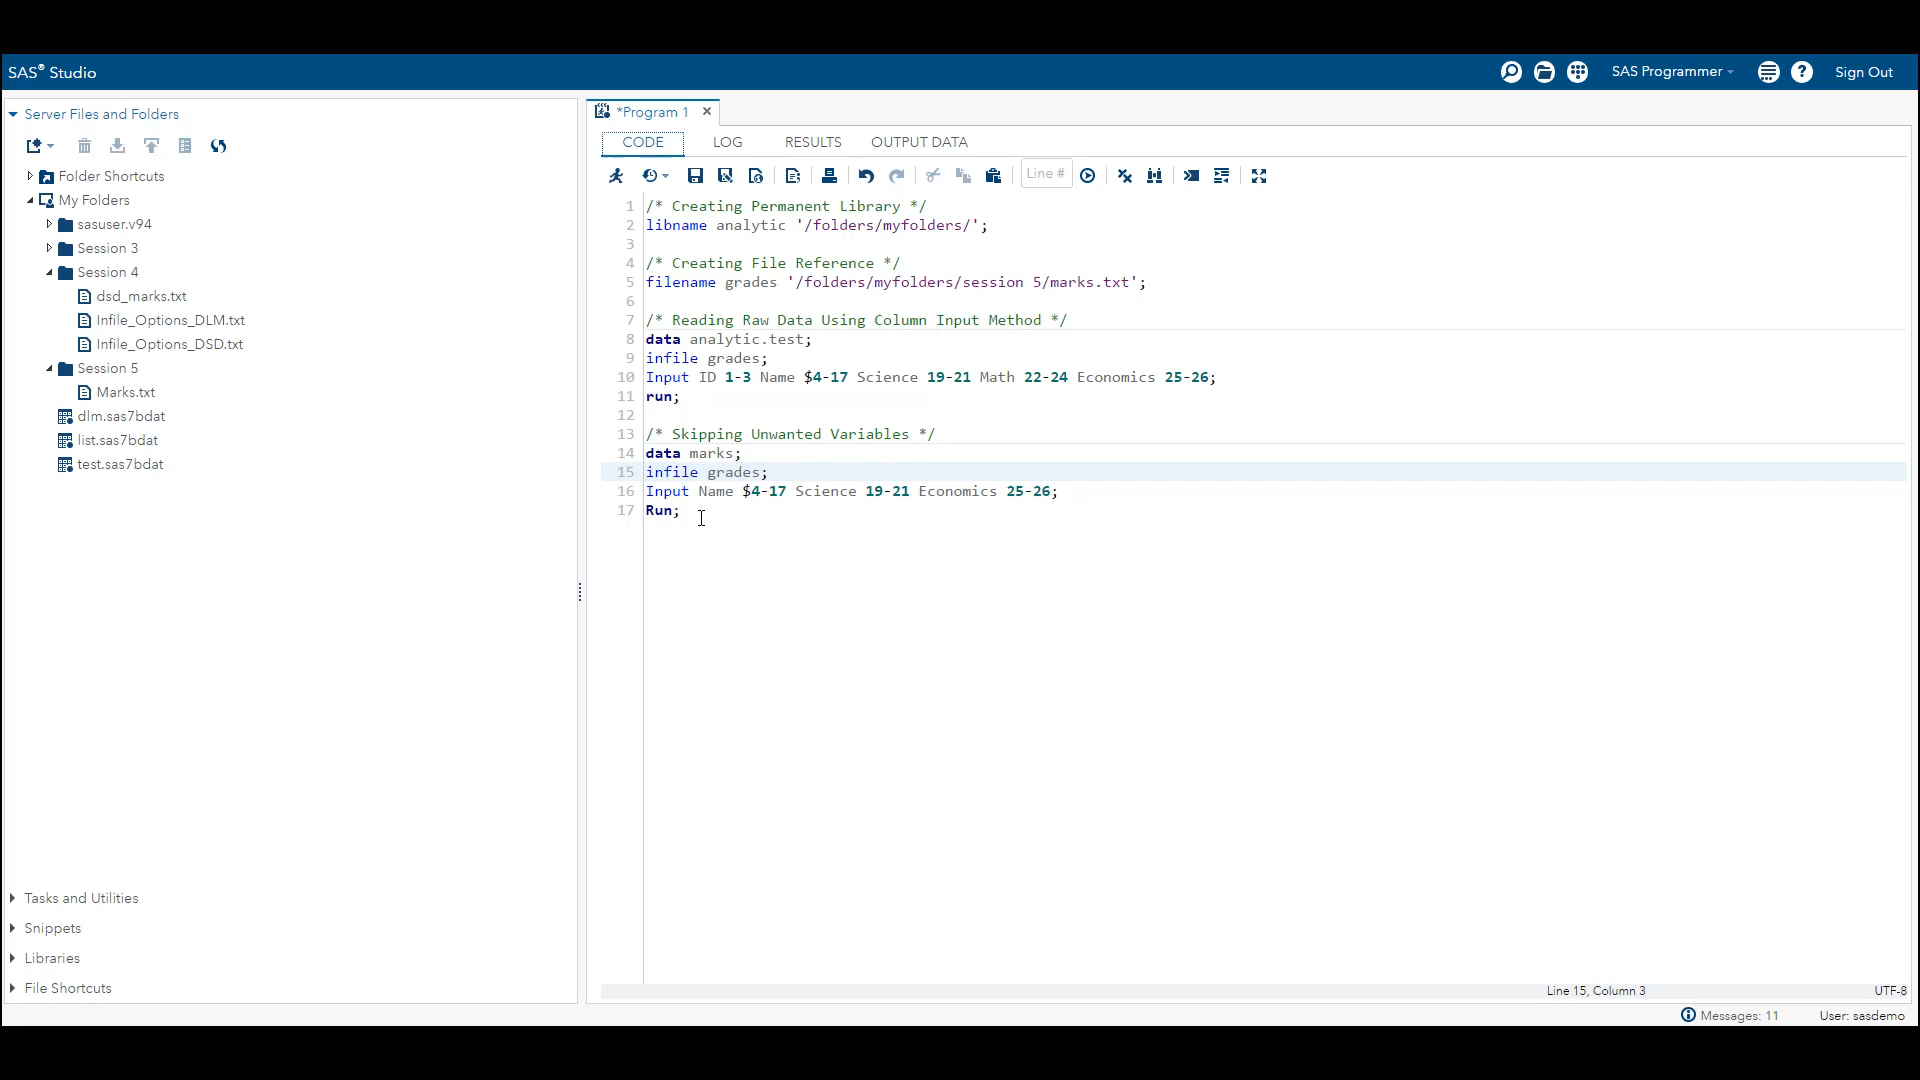 SAS® Studio
SAS Programmer
Sign Out
Server Files and Folders
Folder Shortcuts
My Folders
sasuser.v94
Session 3
Session 4
dsd_marks.txt
Infile_Options_DLM.txt
Infile_Options_DSD.txt
Session 5
Marks.txt
dlm.sas7bdat
list.sas7bdat
test.sas7bdat
Tasks and Utilities
Snippets
Libraries
File Shortcuts
*Program 1
CODE LOG RESULTS OUTPUT DATA
Line #
1 /* Creating Permanent Library */
2 libname analytic '/folders/myfolders/';
3
4 /* Creating File Reference */
5 filename grades '/folders/myfolders/session 5/marks.txt';
6
7 /* Reading Raw Data Using Column Input Method */
8 data analytic.test;
9 infile grades;
10 Input ID 1-3 Name $4-17 Science 19-21 Math 22-24 Economics 25-26;
11 run;
12
13 /* Skipping Unwanted Variables */
14 data marks;
15 infile grades;
16 Input Name $4-17 Science 19-21 Economics 25-26;
17 Run;
Line 15, Column 3
UTF-8
Messages: 11
User: sasdemo